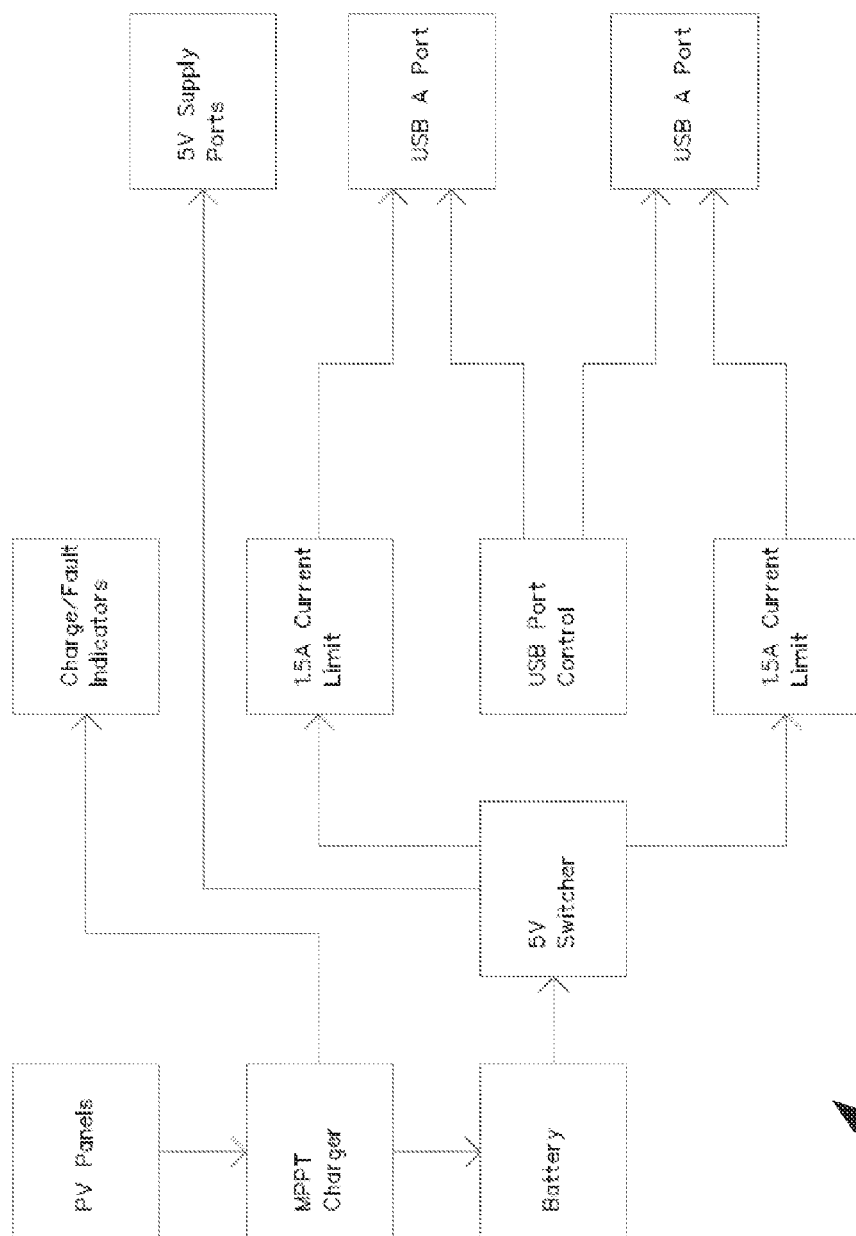 PV Panels
MPPT
Charger
Battery
5V
Switcher
Charge/Fault
Indicators
1.5A Current
Limit
USB Port
Control
1.5A Current
Limit
5V Supply
Ports
USB A Port
USB A Port